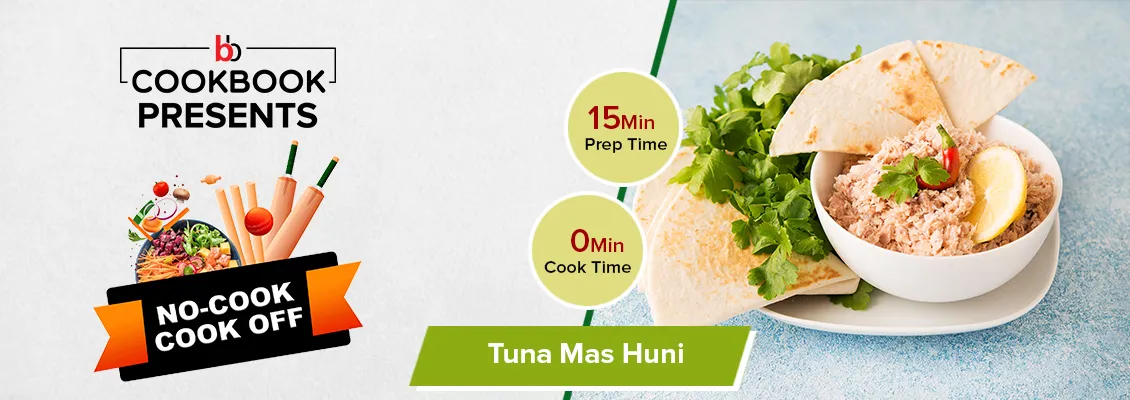 bb
COOKBOOK
PRESENTS
NO-COOK
COOK OFF
15Min
Prep Time
0Min
Cook Time
Tuna Mas Huni